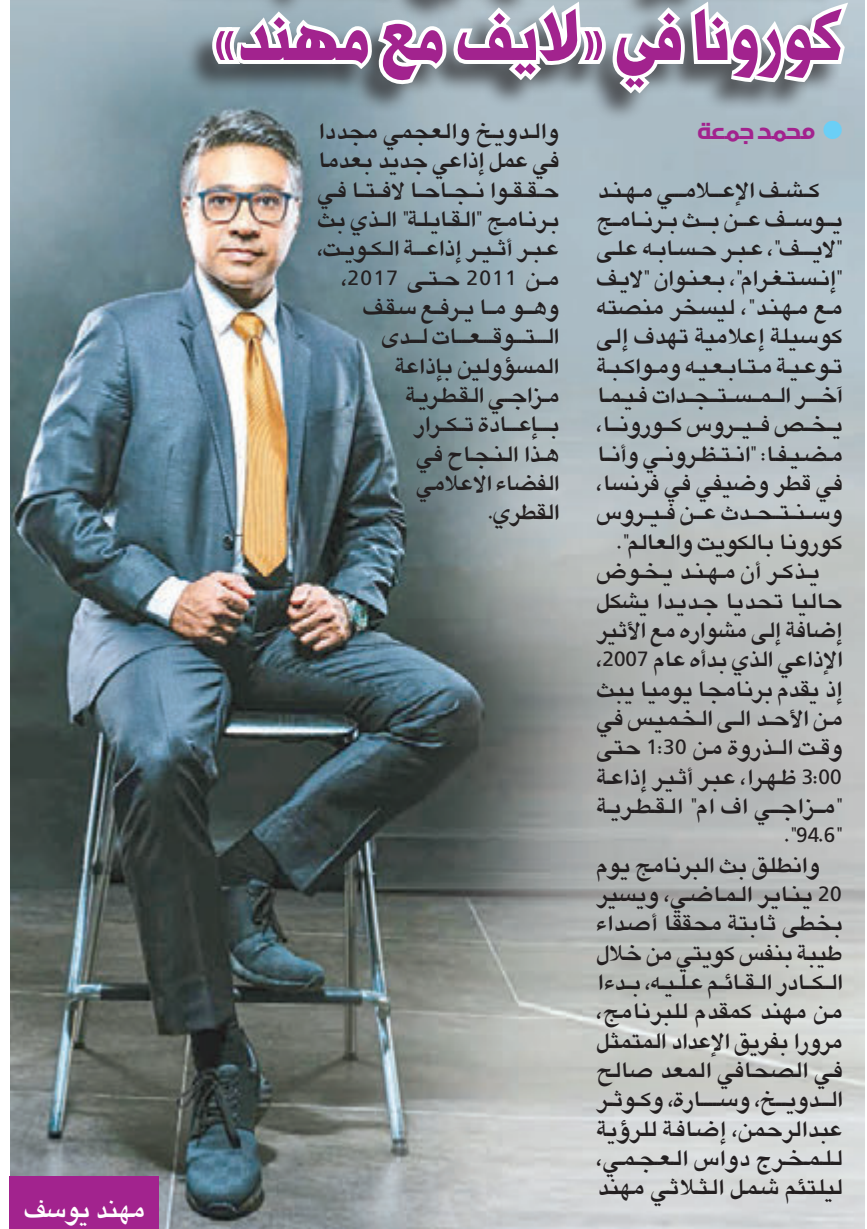 كورونا في «لايف مع مهند»
محمد جمعة
كشف الإعلامي مهند
يوسف عن بث برنامج
"لايف"، عبر حسابه على
"إنستغرام"، بعنوان "لايف
مع مهند"، ليسخر منصته
كوسيلة إعلامية تهدف إلى
توعية متابعيه ومواكبة
آخر المستجدات فيما
يخص فيروس كورونا،
مضيفا: "انتظروني وأنا
في قطر وضيفي في فرنسا،
وسنتحدث عن فيروس
كورونا بالكويت والعالم".
يذكر أن مهند يخوض
حاليا تحديا جديدا يشكل
إضافة إلى مشواره مع الأثير
الإذاعي الذي بدأه عام 2007،
إذ يقدم برنامجا يوميا يبث
من الأحد الى الخميس في
وقت الذروة من 1:30 حتى
3:00 ظهرا، عبر أثير إذاعة
"مزاجي اف ام" القطرية
"94.6".
وانطلق بث البرنامج يوم
20 يناير الماضي، ويسير
بخطى ثابتة محققا أصداء
طيبة بنفس كويتي من خلال
الكادر القائم عليه، بدءا
من مهند كمقدم للبرنامج،
مرورا بفريق الإعداد المتمثل
في الصحافي المعد صالح
الدويخ، وسارة، وكوثر
عبدالرحمن، إضافة للرؤية
للمخرج دواس العجمي،
ليلتئم شمل الثلاثي مهند
والدويخ والعجمي مجددا
في عمل إذاعي جديد بعدما
حققوا نجاحا لافتا في
برنامج "القايلة" الذي بث
عبر أثير إذاعة الكويت،
من 2011 حتى 2017،
وهو ما يرفع سقف
التوقعات لدى
المسؤولين بإذاعة
مزاجي القطرية
بإعادة تكرار
هذا النجاح في
الفضاء الاعلامي
القطري.
مهند يوسف